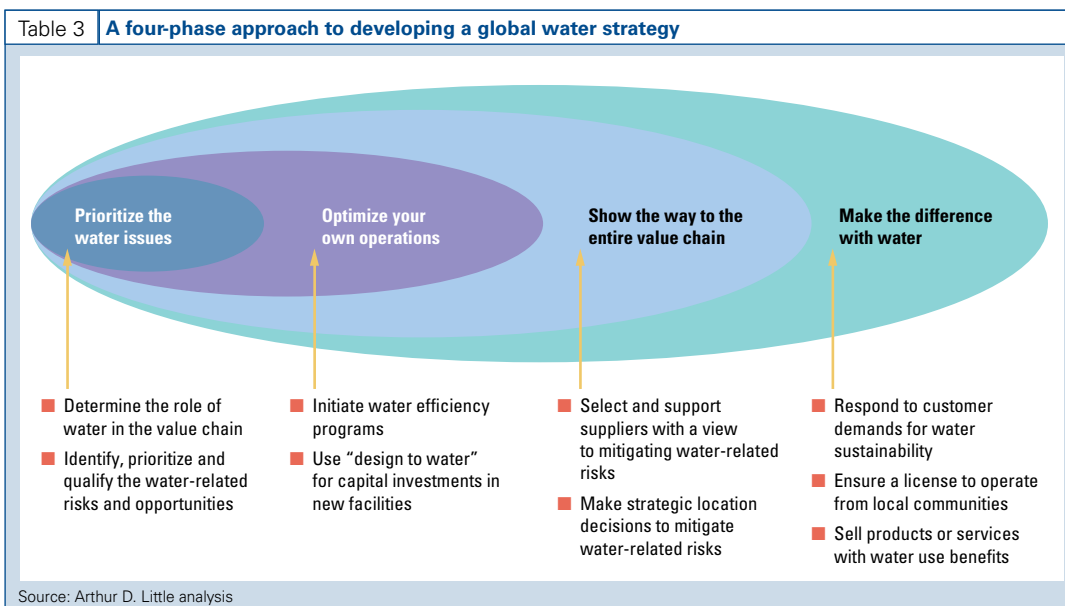 Table 3 A four-phase approach to developing a global water strategy
Prioritize the
water issues
Optimize your
own operations
Show the way to the
entire value chain
Make the difference
with water
■ Determine the role of
water in the value chain
■ Identify, prioritize and
qualify the water-related
risks and opportunities
■ Initiate water efficiency
programs
■ Use “design to water”
for capital investments in
new facilities
■ Select and support
suppliers with a view
to mitigating water-related
risks
■ Make strategic location
decisions to mitigate
water-related risks
■ Respond to customer
demands for water
sustainability
■ Ensure a license to operate
from local communities
■ Sell products or services
with water use benefits
Source: Arthur D. Little analysis